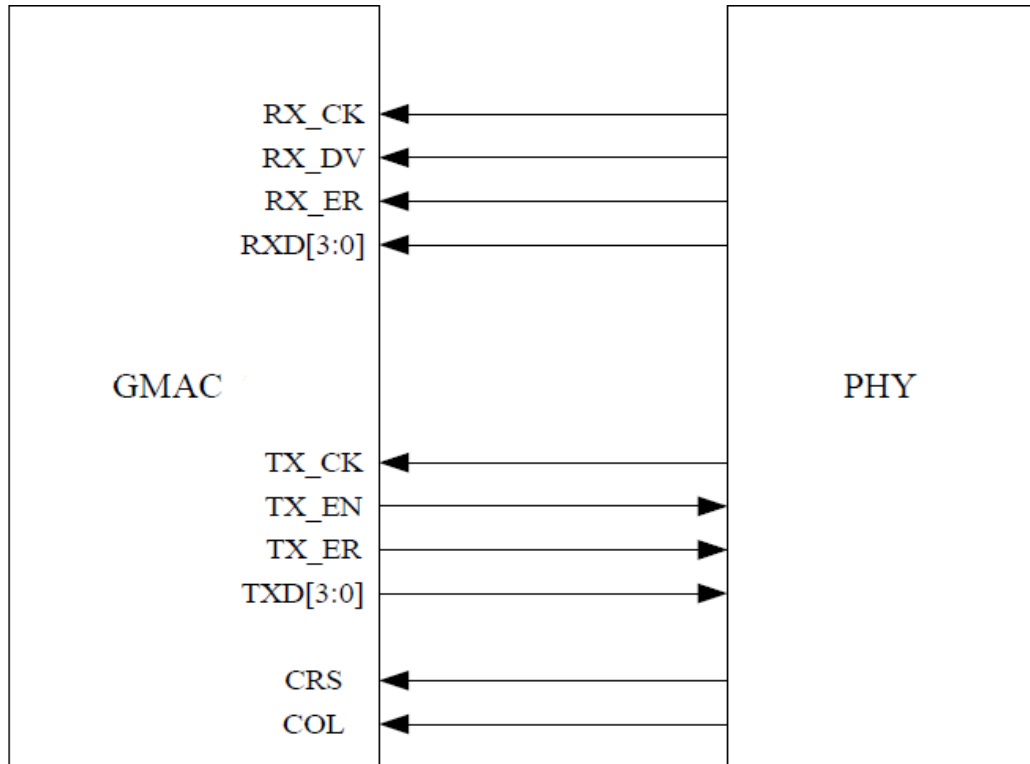 RX_CK
RX_DV
RX_ER
RXD[3:0]
GMAC
PHY
TX_CK
TX_EN
TX_ER
TXD[3:0]
CRS
COL